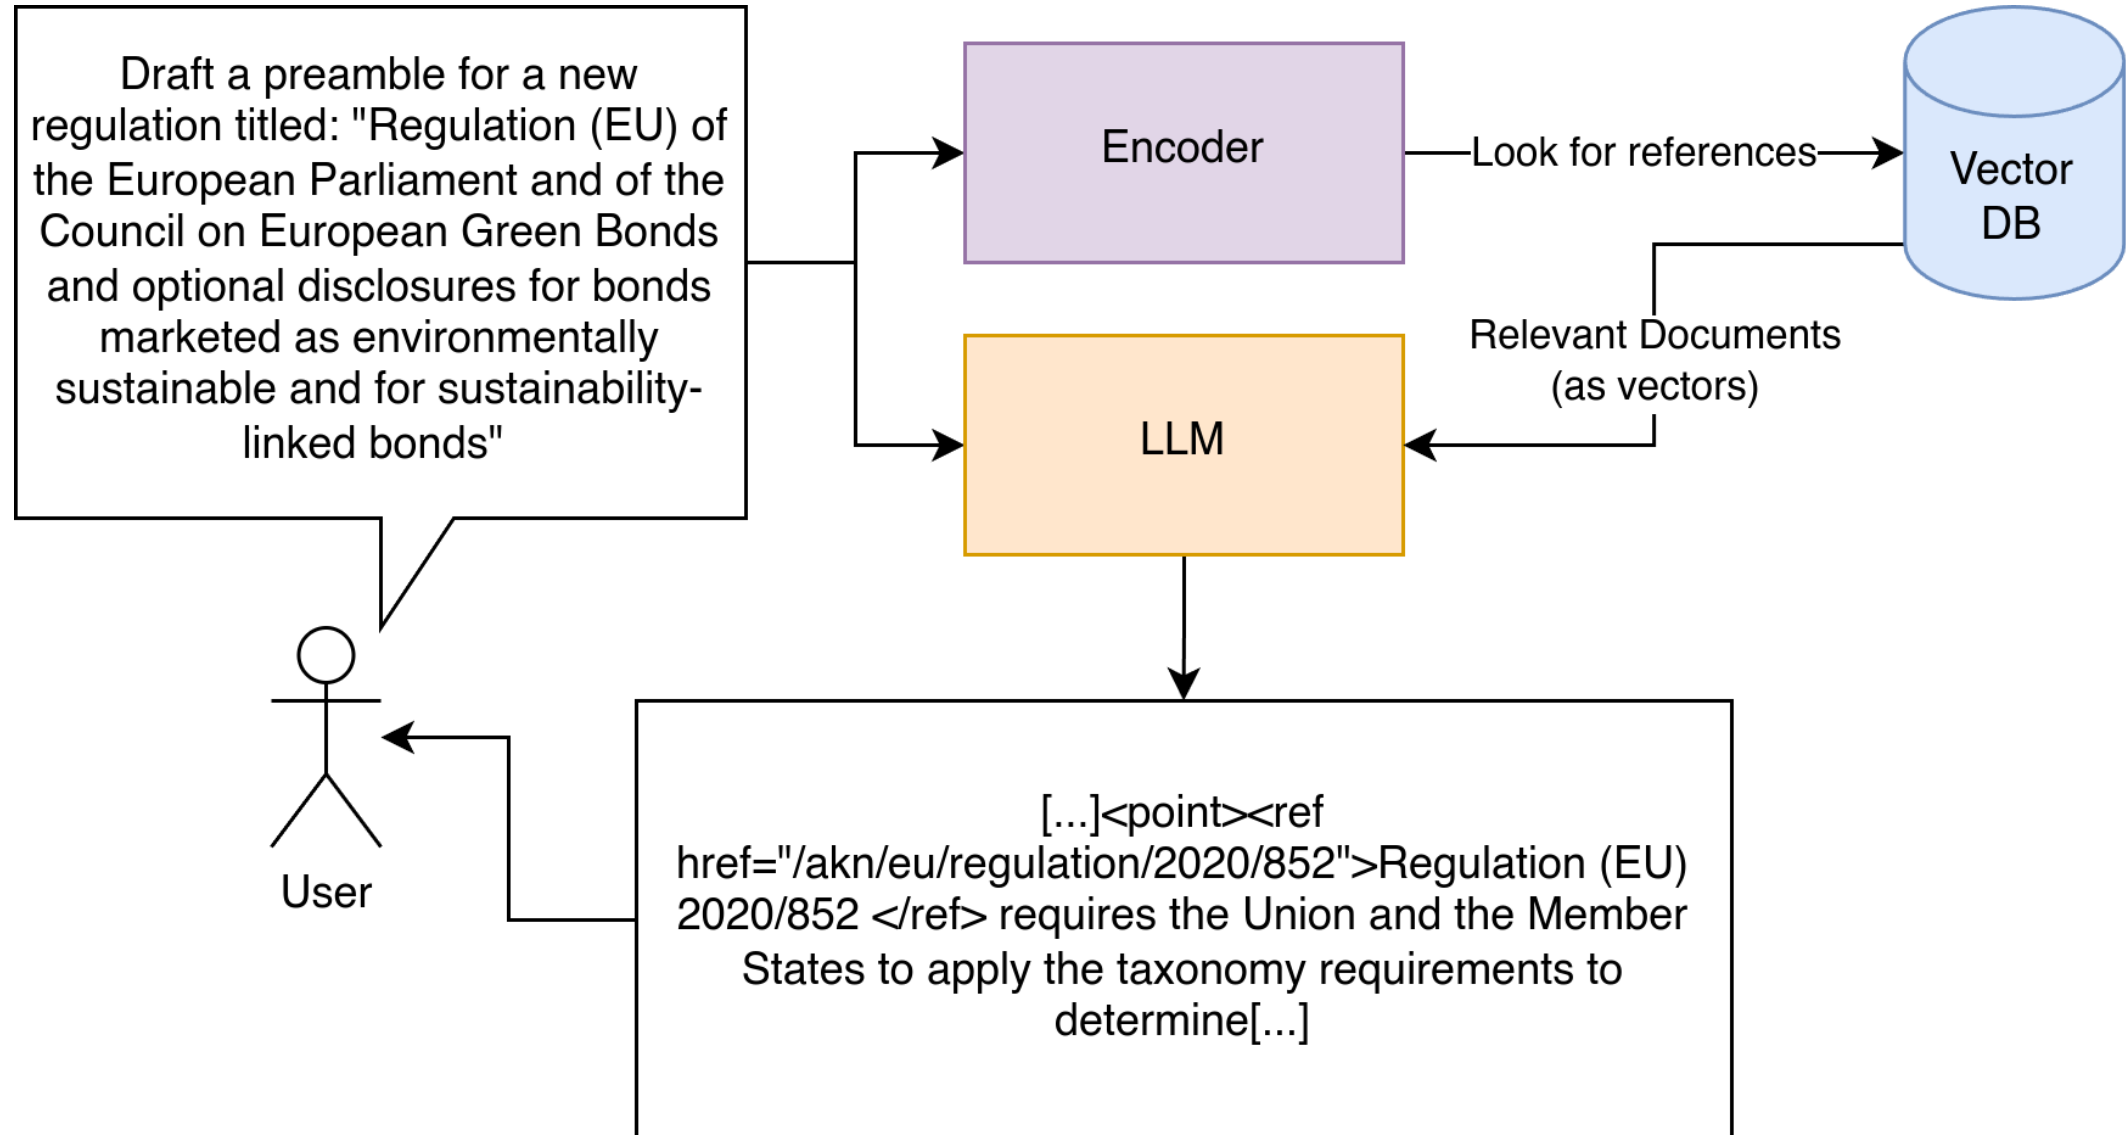 Draft a preamble for a new
regulation titled: "Regulation (EU) of
the European Parliament and of the
Council on European Green Bonds
and optional disclosures for bonds
marketed as environmentally
sustainable and for sustainability-
linked bonds"
Encoder
Look for references
Vector
DB
LLM
Relevant Documents
(as vectors)
User
[...]<point><ref
href="/akn/eu/regulation/2020/852">Regulation (EU)
2020/852 </ref> requires the Union and the Member
States to apply the taxonomy requirements to
determine[...]